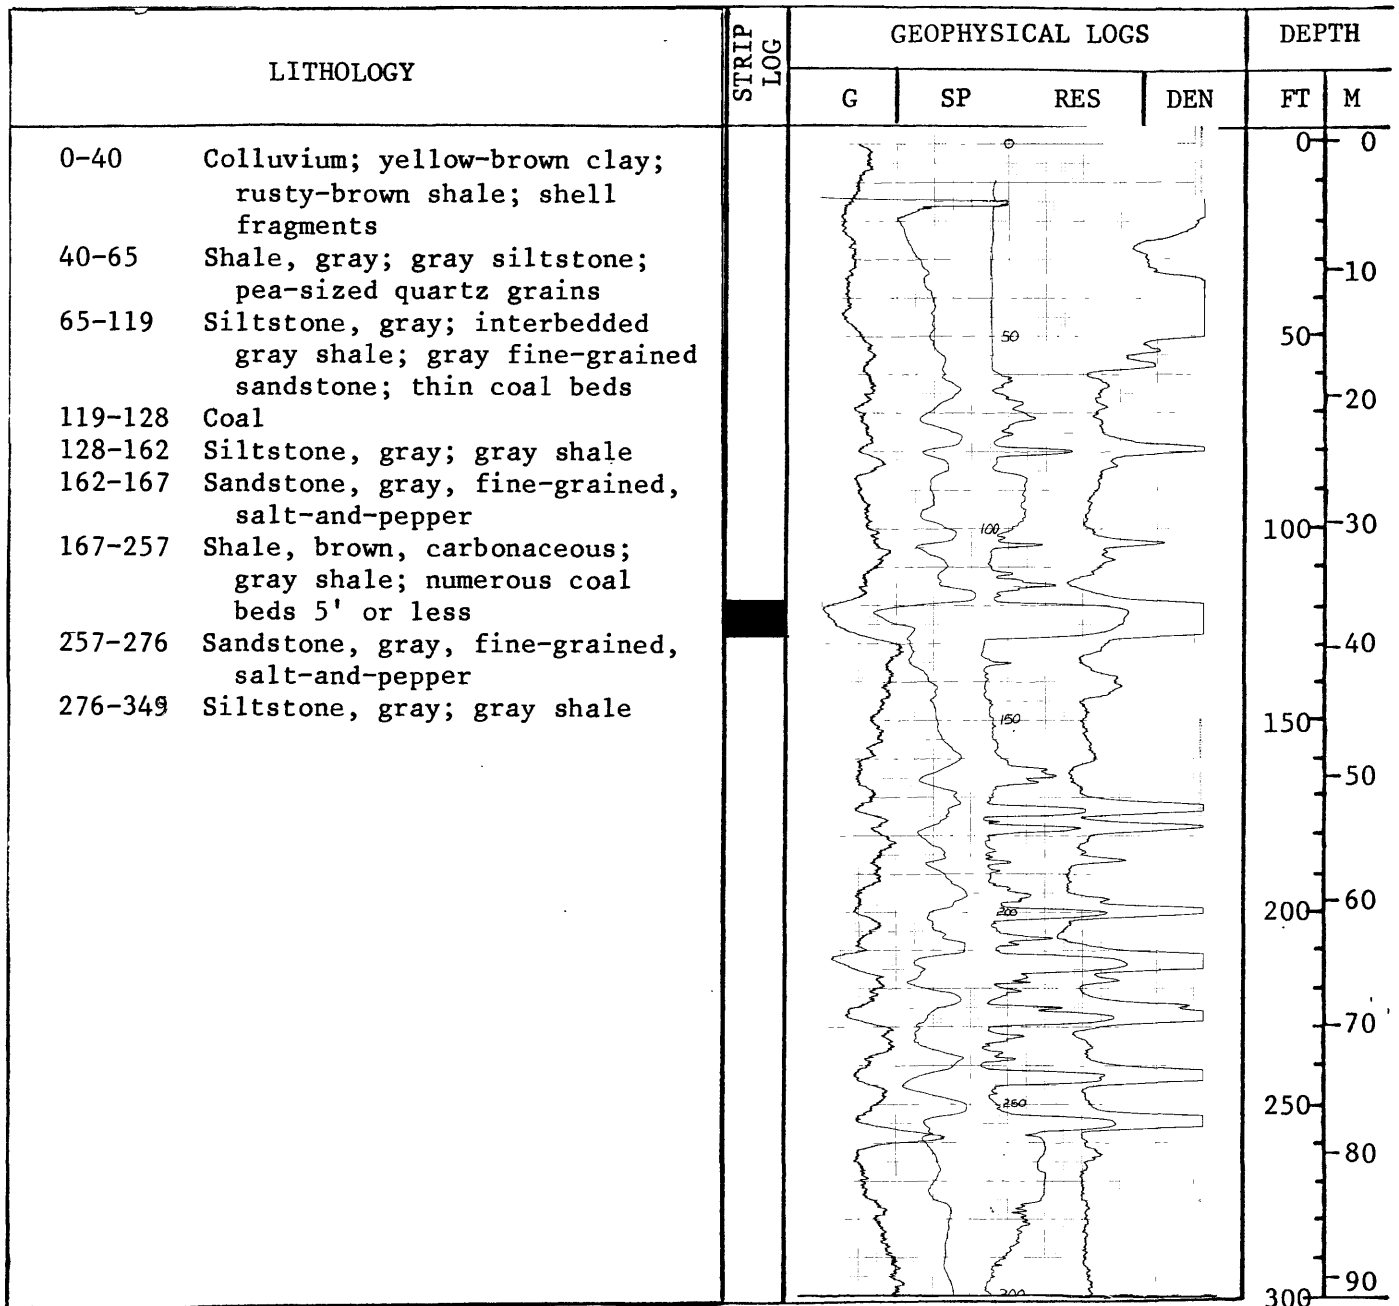 LITHOLOGY
STRIP LOG
GEOPHYSICAL LOGS
DEPTH
G SP RES DEN FT M
0-40 Colluvium; yellow-brown clay;
rusty-brown shale; shell
fragments
40-65 Shale, gray; gray siltstone;
pea-sized quartz grains
65-119 Siltstone, gray; interbedded
gray shale; gray fine-grained
sandstone; thin coal beds
119-128 Coal
128-162 Siltstone, gray; gray shale
162-167 Sandstone, gray, fine-grained,
salt-and-pepper
167-257 Shale, brown, carbonaceous;
gray shale; numerous coal
beds 5' or less
257-276 Sandstone, gray, fine-grained,
salt-and-pepper
276-349 Siltstone, gray; gray shale
0
50
100
150
200
250
300
0 0
10
50
20
100 30
40
150
50
200 60
70
250
80
90
300